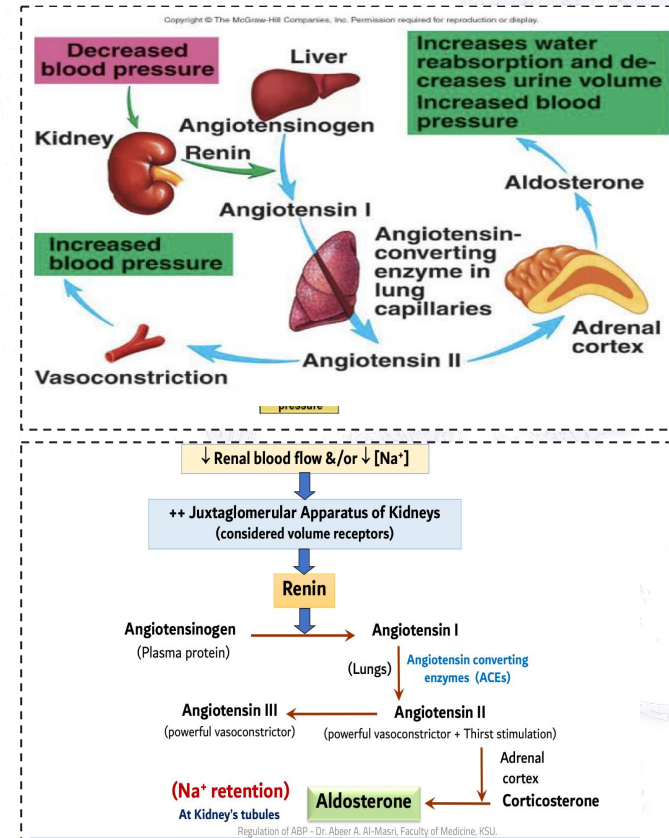 Copyright © The McGraw-Hill Companies, Inc. Permission required for reproduction or display.
Decreased
blood pressure
Liver
Increases water
reabsorption and de-
creases urine volume
Increased blood
pressure
Kidney
Angiotensinogen
Renin
Aldosterone
Angiotensin I
Increased
blood pressure
Angiotensin-
converting
enzyme in
lung
capillaries
Adrenal
cortex
Angiotensin II
Vasoconstriction
pressure
↓ Renal blood flow &/or ↓ [Na⁺]
++ Juxtaglomerular Apparatus of Kidneys
(considered volume receptors)
Renin
Angiotensinogen
(Plasma protein)
Angiotensin I
(Lungs)
Angiotensin converting
enzymes (ACEs)
Angiotensin III
(powerful vasoconstrictor)
Angiotensin II
(powerful vasoconstrictor + Thirst stimulation)
Adrenal
cortex
(Na⁺ retention)
At Kidney's tubules
Aldosterone
Corticosterone
Regulation of ABP - Dr. Abeer A. Al-Masri, Faculty of Medicine, KSU.